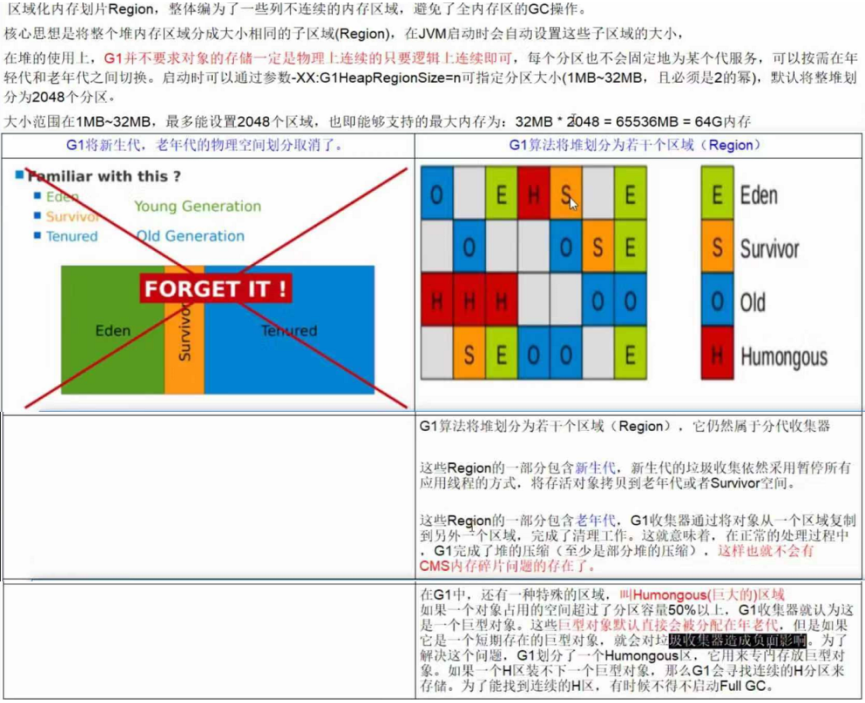 区域化内存划片Region，整体编为了一些列不连续的内存区域，避免了全内存区的GC操作。
核心思想是将整个堆内存区域分成大小相同的子区域(Region)，在JVM启动时会自动设置这些子区域的大小，
在堆的使用上，G1并不要求对象的存储一定是物理上连续的只要逻辑上连续即可，每个分区也不会固定地为某个代服务，可以按需在年
轻代和老年代之间切换。启动时可以通过参数-XX:G1HeapRegionSize=n可指定分区大小(1MB~32MB，且必须是2的幂)，默认将整堆划
分为2048个分区。
大小范围在1MB~32MB，最多能设置2048个区域，也即能够支持的最大内存为：32MB * 2048 = 65536MB = 64G内存
G1将新生代，老年代的物理空间划分取消了。
Familiar with this ?
Eden
Survivor
Tenured
Young Generation
Old Generation
FORGET IT !
Eden
Survivor
Tenured
G1算法将堆划分为若干个区域（Region）
O E H S E
O O S E
H H H O O
S E O O E
E Eden
S Survivor
O Old
H Humongous
G1算法将堆划分为若干个区域（Region），它仍然属于分代收集器
这些Region的一部分包含新生代，新生代的垃圾收集依然采用暂停所有
应用线程的方式，将存活对象拷贝到老年代或者Survivor空间。
这些Region的一部分包含老年代，G1收集器通过将对象从一个区域复制
到另外一个区域，完成了清理工作。这就意味着，在正常的处理过程中
，G1完成了堆的压缩（至少是部分堆的压缩），这样也就不会有
CMS内存碎片问题的存在了。
在G1中，还有一种特殊的区域，叫Humongous(巨大的)区域
如果一个对象占用的空间超过了分区容量50%以上，G1收集器就认为这
是一个巨型对象。这些巨型对象默认直接会被分配在年老代，但是如果
它是一个短期存在的巨型对象，就会对垃圾收集器造成负面影响。为了
解决这个问题，G1划分了一个Humongous区，它用来专门存放巨型对
象。如果一个H区装不下一个巨型对象，那么G1会寻找连续的H分区来
存储。为了能找到连续的H区，有时候不得不启动Full GC。